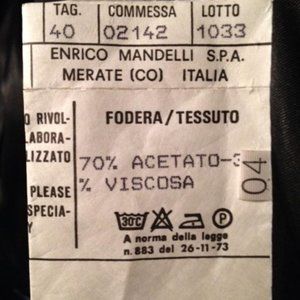 TAG. COMMESSA LOTTO
40 02142 1033
ENRICO MANDELLI S.P.A.
MERATE (CO) ITALIA
O RIVOL-
LABORA-
LIZZATO
PLEASE
SPECIA-
Y
FODERA/TESSUTO
70% ACETATO-3
% VISCOSA
04
30°C A P
A norma della legge
n. 883 del 26-11-73